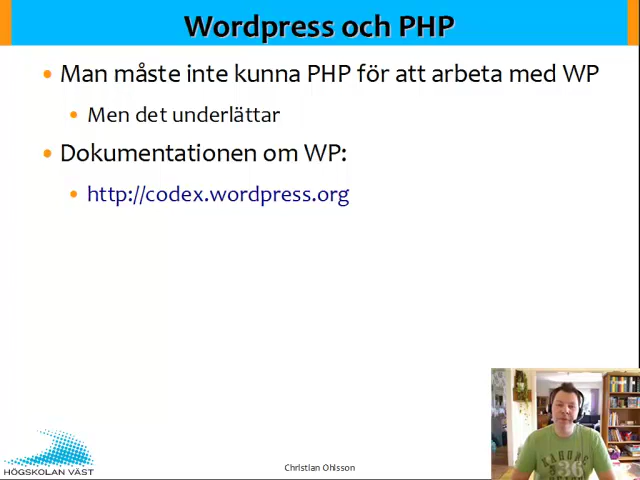 Wordpress och PHP
Man måste inte kunna PHP för att arbeta med WP
Men det underlättar
Dokumentationen om WP:
http://codex.wordpress.org
HÖGSKOLAN VÄST
Christian Ohlsson